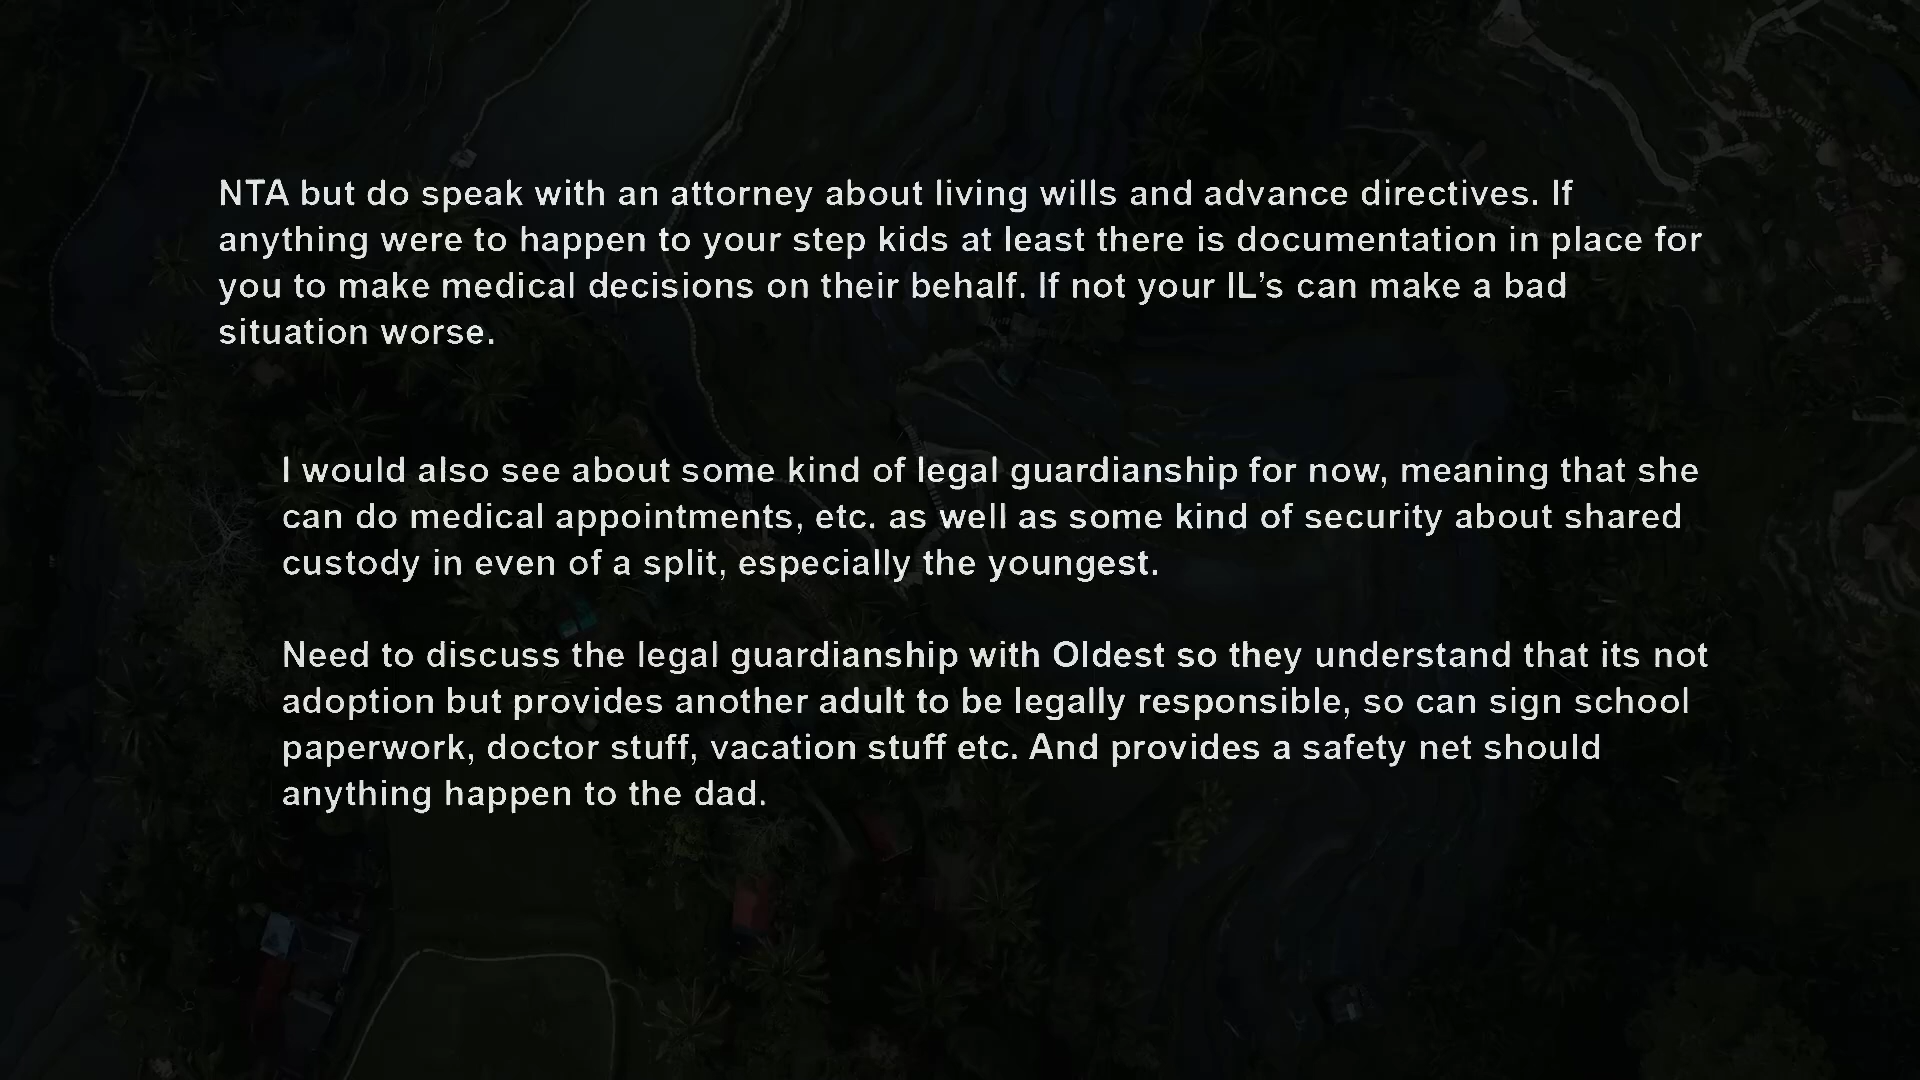 NTA but do speak with an attorney about living wills and advance directives. If
anything were to happen to your step kids at least there is documentation in place for
you to make medical decisions on their behalf. If not your IL’s can make a bad
situation worse.
I would also see about some kind of legal guardianship for now, meaning that she
can do medical appointments, etc. as well as some kind of security about shared
custody in even of a split, especially the youngest.
Need to discuss the legal guardianship with Oldest so they understand that its not
adoption but provides another adult to be legally responsible, so can sign school
paperwork, doctor stuff, vacation stuff etc. And provides a safety net should
anything happen to the dad.